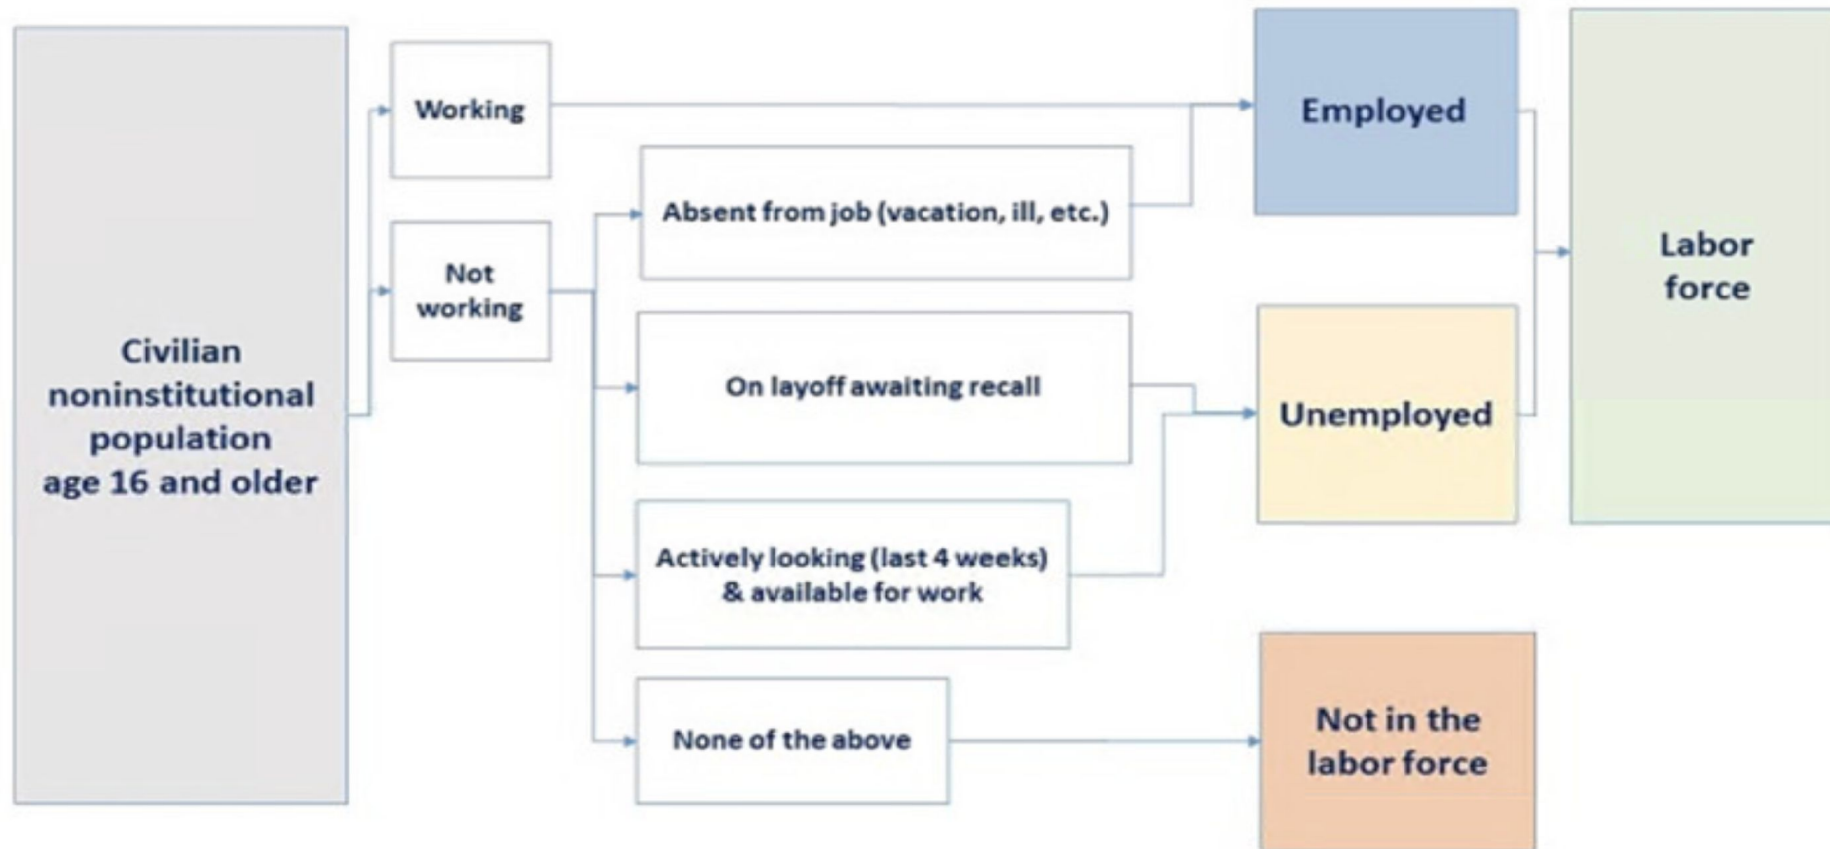 Civilian
noninstitutional
population
age 16 and older
Working
Not
working
Absent from job (vacation, ill, etc.)
On layoff awaiting recall
Actively looking (last 4 weeks)
& available for work
None of the above
Employed
Unemployed
Not in the
labor force
Labor
force